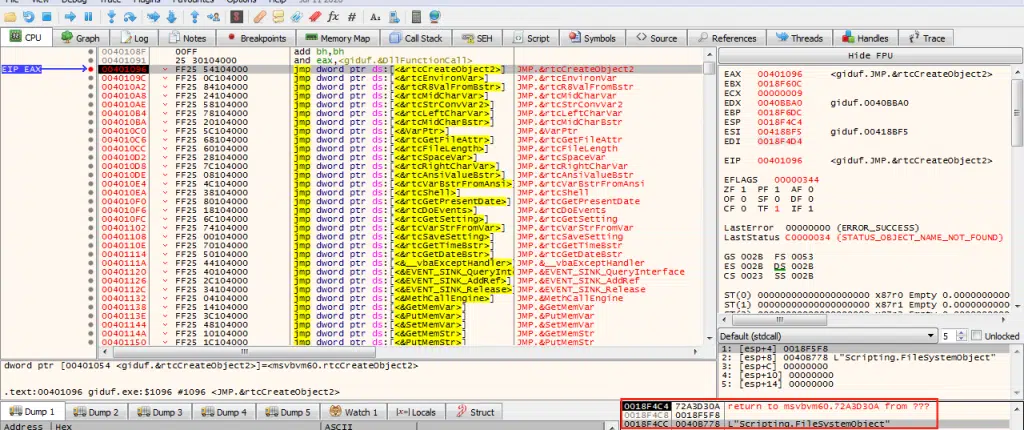 File View Debug Trace Plugins Favourites Options Help Jul 11 2020
fx # A₂
CPU Graph Log Notes Breakpoints Memory Map Call Stack SEH Script Symbols Source References Threads Handles Trace
0040108F 00FF add bh,bh
00401091 25 30104000 and eax,<giduf.&DllFunctionCall>
EIP EAX 00401096 FF25 54104000 jmp dword ptr ds:[<&rtcCreateObject2>] JMP.&rtcCreateObject2
0040109C FF25 0C104000 jmp dword ptr ds:[<&rtcEnvironVar>] JMP.&rtcEnvironVar
004010A2 FF25 84104000 jmp dword ptr ds:[<&rtcR8ValFromBstr>] JMP.&rtcR8ValFromBstr
004010A8 FF25 24104000 jmp dword ptr ds:[<&rtcMidCharVar>] JMP.&rtcMidCharVar
004010AE FF25 58104000 jmp dword ptr ds:[<&rtcStrConvVar2>] JMP.&rtcStrConvVar2
004010B4 FF25 78104000 jmp dword ptr ds:[<&rtcLeftCharVar>] JMP.&rtcLeftCharVar
004010BA FF25 20104000 jmp dword ptr ds:[<&rtcMidCharBstr>] JMP.&rtcMidCharBstr
004010C0 FF25 5C104000 jmp dword ptr ds:[<&VarPtr>] JMP.&VarPtr
004010C6 FF25 68104000 jmp dword ptr ds:[<&rtcGetFileAttr>] JMP.&rtcGetFileAttr
004010CC FF25 60104000 jmp dword ptr ds:[<&rtcFileLength>] JMP.&rtcFileLength
004010D2 FF25 28104000 jmp dword ptr ds:[<&rtcSpaceVar>] JMP.&rtcSpaceVar
004010D8 FF25 7C104000 jmp dword ptr ds:[<&rtcRightCharVar>] JMP.&rtcRightCharVar
004010DE FF25 08104000 jmp dword ptr ds:[<&rtcAnsiValueBstr>] JMP.&rtcAnsiValueBstr
004010E4 FF25 4C104000 jmp dword ptr ds:[<&rtcVarBstrFromAnsi>] JMP.&rtcVarBstrFromAnsi
004010EA FF25 38104000 jmp dword ptr ds:[<&rtcShell>] JMP.&rtcShell
004010F0 FF25 80104000 jmp dword ptr ds:[<&rtcGetPresentDate>] JMP.&rtcGetPresentDate
004010F6 FF25 18104000 jmp dword ptr ds:[<&rtcDoEvents>] JMP.&rtcDoEvents
004010FC FF25 6C104000 jmp dword ptr ds:[<&rtcGetSetting>] JMP.&rtcGetSetting
00401102 FF25 74104000 jmp dword ptr ds:[<&rtcVarStrFromVar>] JMP.&rtcVarStrFromVar
00401108 FF25 00104000 jmp dword ptr ds:[<&rtcSaveSetting>] JMP.&rtcSaveSetting
0040110E FF25 70104000 jmp dword ptr ds:[<&rtcGetTimeBstr>] JMP.&rtcGetTimeBstr
00401114 FF25 50104000 jmp dword ptr ds:[<&rtcGetDateBstr>] JMP.&rtcGetDateBstr
0040111A FF25 44104000 jmp dword ptr ds:[<&__vbaExceptHandler>] JMP.&__vbaExceptHandler
00401120 FF25 40104000 jmp dword ptr ds:[<&EVENT_SINK_QueryInterface>] JMP.&EVENT_SINK_QueryInterface
00401126 FF25 2C104000 jmp dword ptr ds:[<&EVENT_SINK_AddRef>] JMP.&EVENT_SINK_AddRef
0040112C FF25 34104000 jmp dword ptr ds:[<&EVENT_SINK_Release>] JMP.&EVENT_SINK_Release
00401132 FF25 04104000 jmp dword ptr ds:[<&MethCallEngine>] JMP.&MethCallEngine
00401138 FF25 14104000 jmp dword ptr ds:[<&GetMemVar>] JMP.&GetMemVar
0040113E FF25 3C104000 jmp dword ptr ds:[<&PutMemVar>] JMP.&PutMemVar
00401144 FF25 48104000 jmp dword ptr ds:[<&SetMemVar>] JMP.&SetMemVar
0040114A FF25 10104000 jmp dword ptr ds:[<&GetMemStr>] JMP.&GetMemStr
00401150 FF25 1C104000 jmp dword ptr ds:[<&PutMemStr>] JMP.&PutMemStr
Hide FPU
EAX 00401096 <giduf.JMP.&rtcCreateObject2>
EBX 0018F60C
ECX 00000009
EDX 0040BBA0 giduf.0040BBA0
EBP 0018F6DC
ESP 0018F4C4
ESI 00418BF5 giduf.00418BF5
EDI 0018F4D4
EIP 00401096 <giduf.JMP.&rtcCreateObject2>
EFLAGS 00000344
ZF 1 PF 1 AF 0
OF 0 SF 0 DF 0
CF 0 TF 1 IF 1
LastError 00000000 (ERROR_SUCCESS)
LastStatus C0000034 (STATUS_OBJECT_NAME_NOT_FOUND)
GS 002B FS 0053
ES 002B DS 002B
CS 0023 SS 002B
ST(0) 00000000000000000000 x87r0 Empty 0.000000000
ST(1) 00000000000000000000 x87r1 Empty 0.000000000
Default (stdcall) 5 Unlocked
1: [esp+4] 0018F5F8
2: [esp+8] 0040B778 L"Scripting.FileSystemObject"
3: [esp+C] 00000000
4: [esp+10] 00000000
5: [esp+14] 00000000
dword ptr [00401054 <giduf.&rtcCreateObject2>]=<msvbvm60.rtcCreateObject2>
.text:00401096 giduf.exe:$1096 #1096 <JMP.&rtcCreateObject2>
Dump 1 Dump 2 Dump 3 Dump 4 Dump 5 Watch 1 [x=] Locals Struct
Address Hex ASCII
0018F4C4 72A3D30A return to msvbvm60.72A3D30A from ???
0018F4C8 0018F5F8
0018F4CC 0040B778 L"Scripting.FileSystemObject"